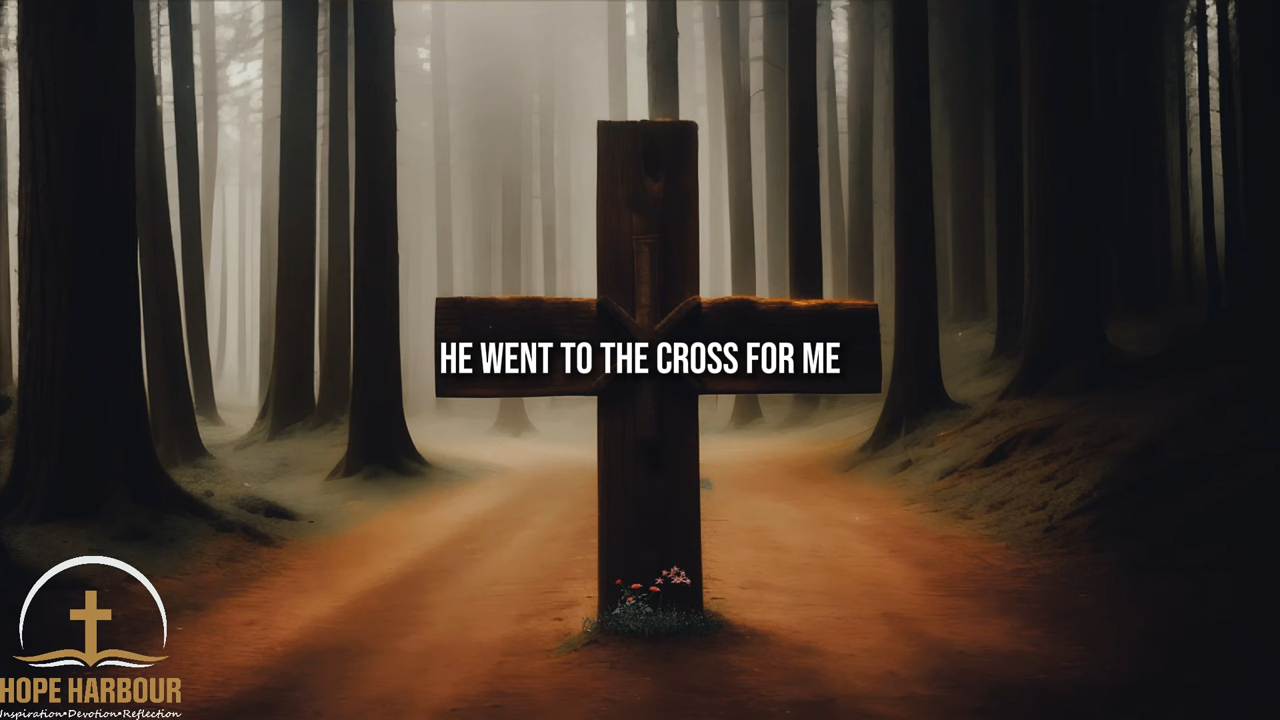 HE WENT TO THE CROSS FOR ME
HOPE HARBOUR
Inspiration•Devotion•Reflection